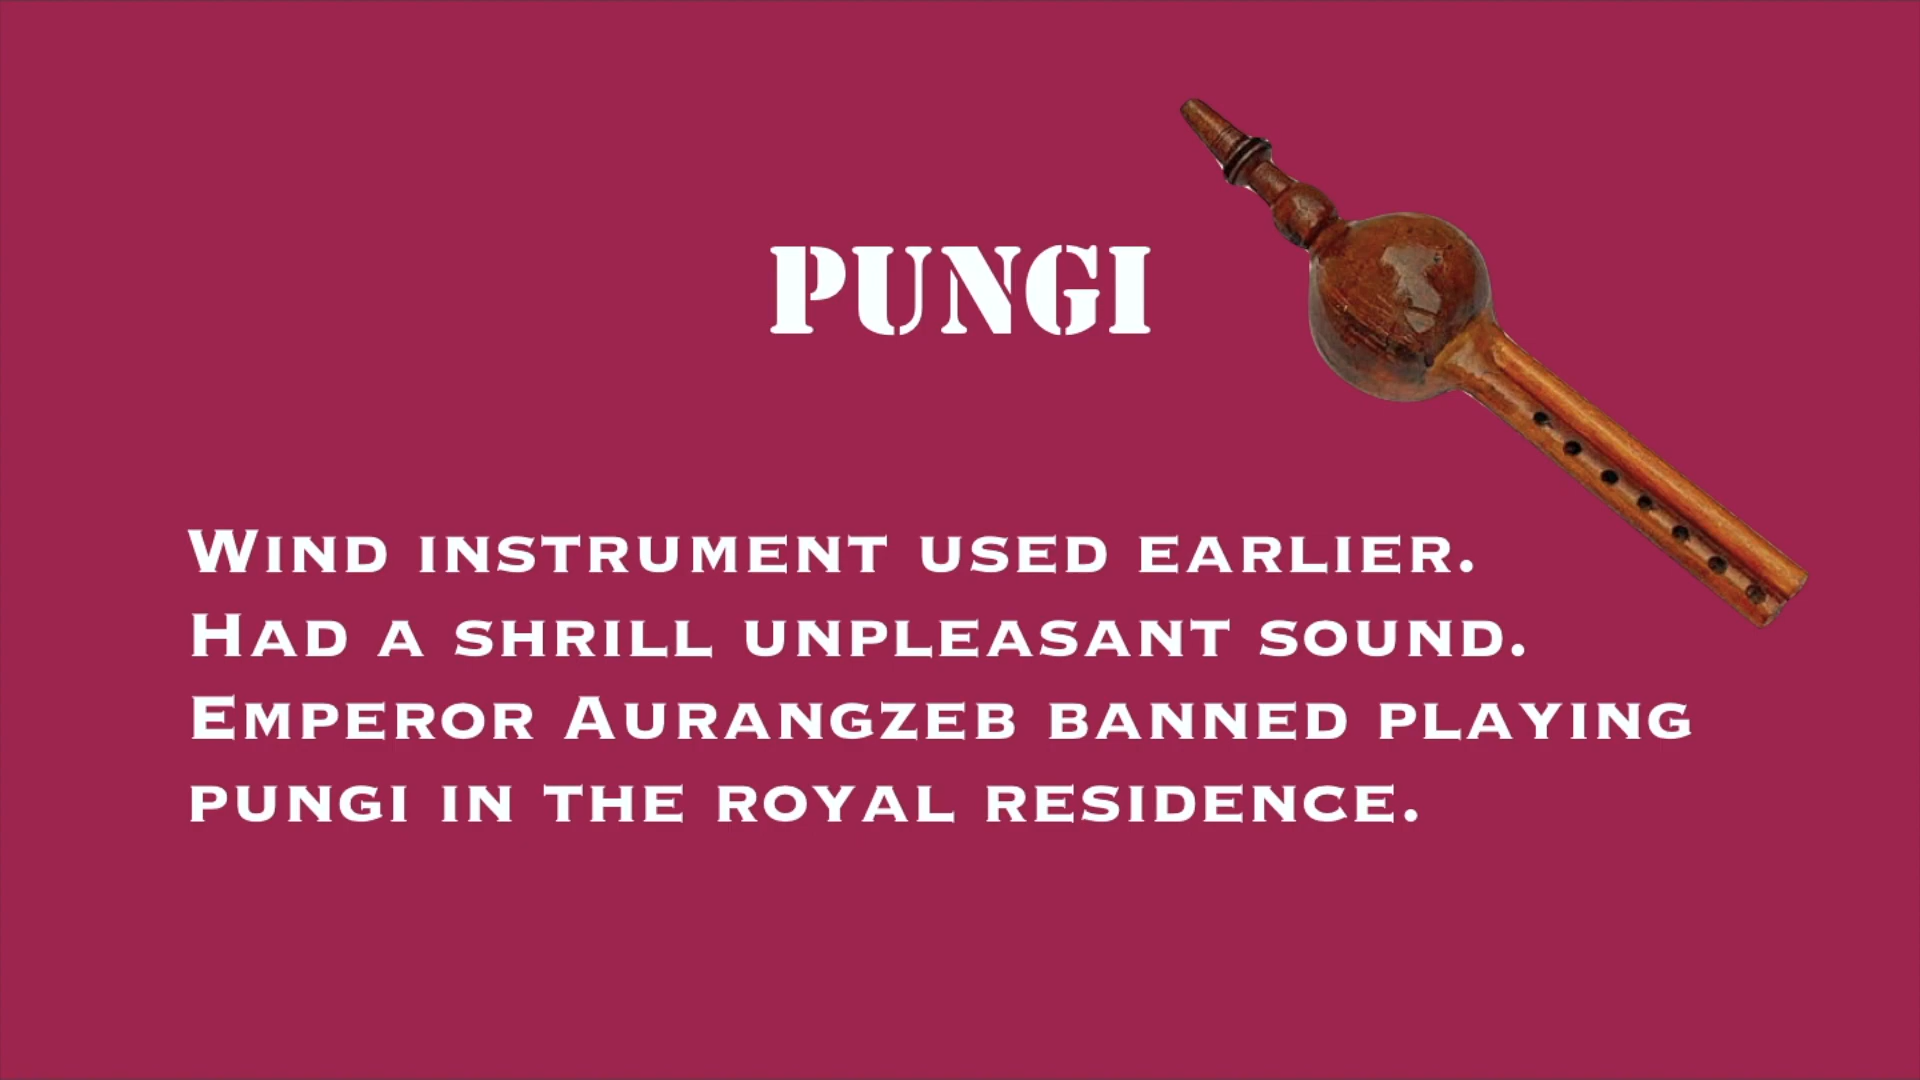 PUNGI
Wind instrument used earlier.
Had a shrill unpleasant sound.
Emperor Aurangzeb banned playing
pungi in the royal residence.